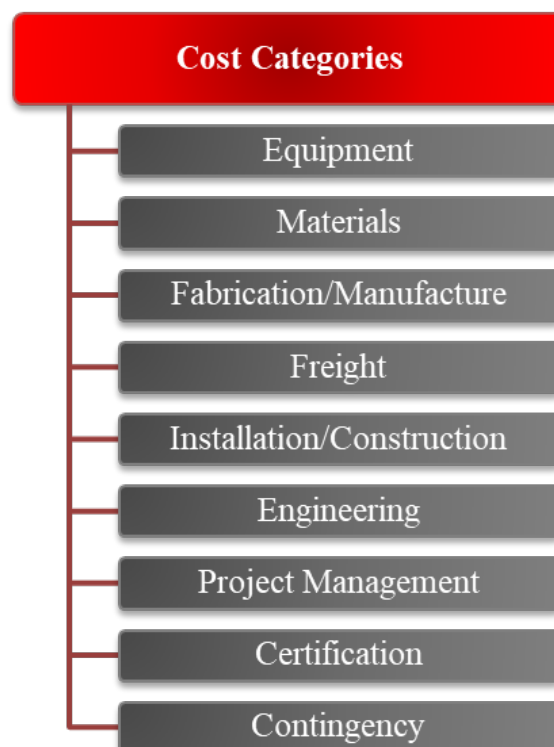 Cost Categories
Equipment
Materials
Fabrication/Manufacture
Freight
Installation/Construction
Engineering
Project Management
Certification
Contingency